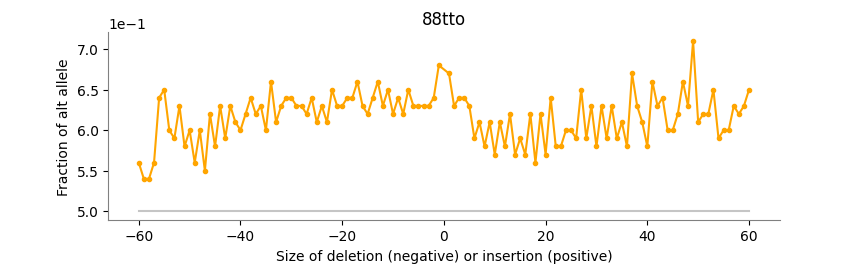 88tto
1e−1
7.0
6.5
6.0
5.5
5.0
Fraction of alt allele
−60 −40 −20 0 20 40 60
Size of deletion (negative) or insertion (positive)